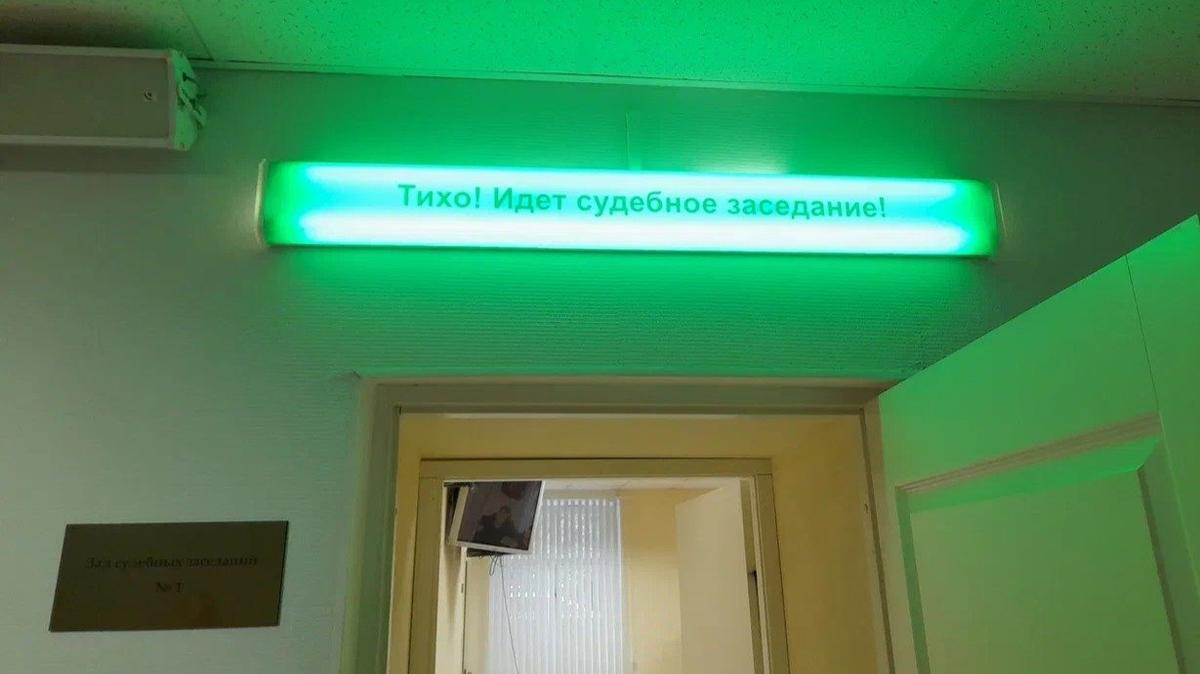 Тихо! Идет судебное заседание!
Зал судебных заседаний
№ 1